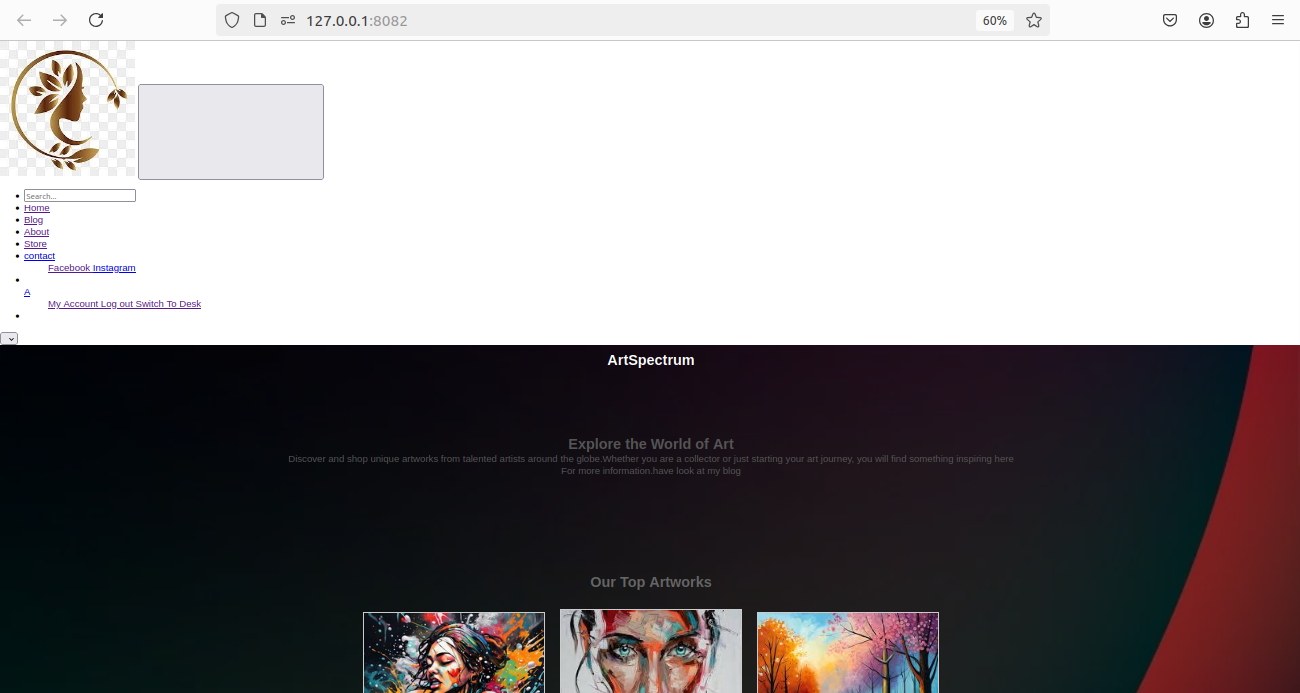 127.0.0.1:8082
60%
Search...
Home
Blog
About
Store
contact
Facebook Instagram
A
My Account Log out Switch To Desk
ArtSpectrum
Explore the World of Art
Discover and shop unique artworks from talented artists around the globe.Whether you are a collector or just starting your art journey, you will find something inspiring here
For more information,have look at my blog
Our Top Artworks